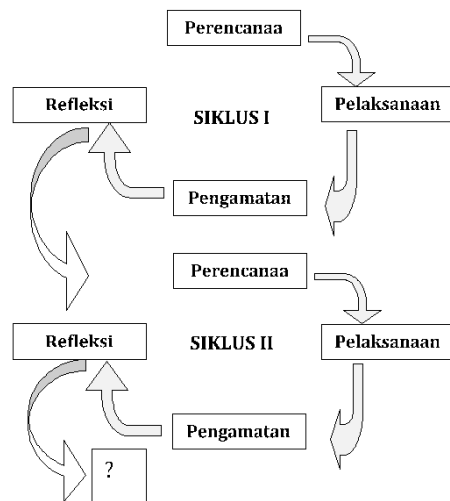 Perencanaa
Refleksi
SIKLUS I
Pelaksanaan
Pengamatan
Perencanaa
Refleksi
SIKLUS II
Pelaksanaan
Pengamatan
?